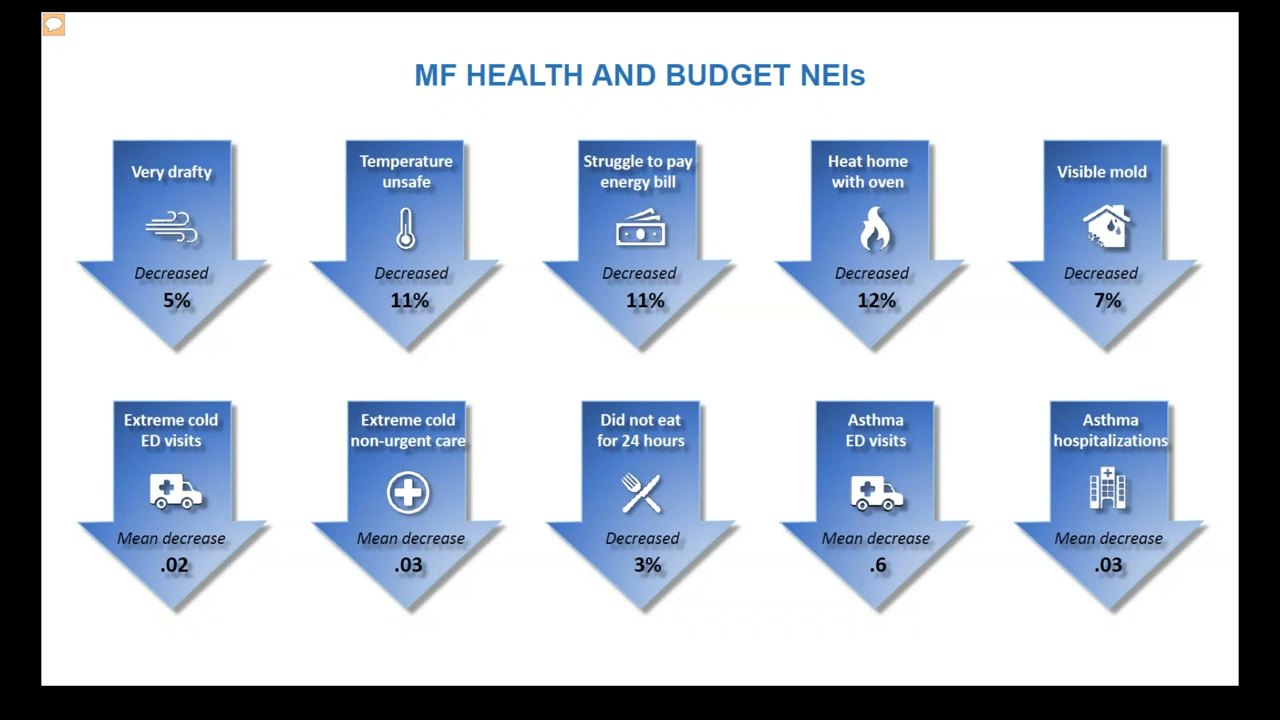 MF HEALTH AND BUDGET NEIs
Very drafty
Decreased
5%
Temperature
unsafe
Decreased
11%
Struggle to pay
energy bill
Decreased
11%
Heat home
with oven
Decreased
12%
Visible mold
Decreased
7%
Extreme cold
ED visits
Mean decrease
.02
Extreme cold
non-urgent care
Mean decrease
.03
Did not eat
for 24 hours
Decreased
3%
Asthma
ED visits
Mean decrease
.6
Asthma
hospitalizations
Mean decrease
.03